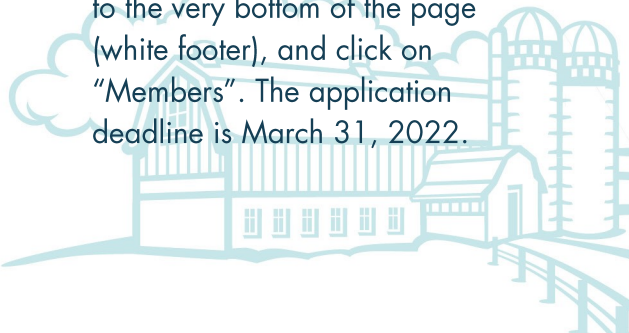 to the very bottom of the page
(white footer), and click on
“Members”. The application
deadline is March 31, 2022.